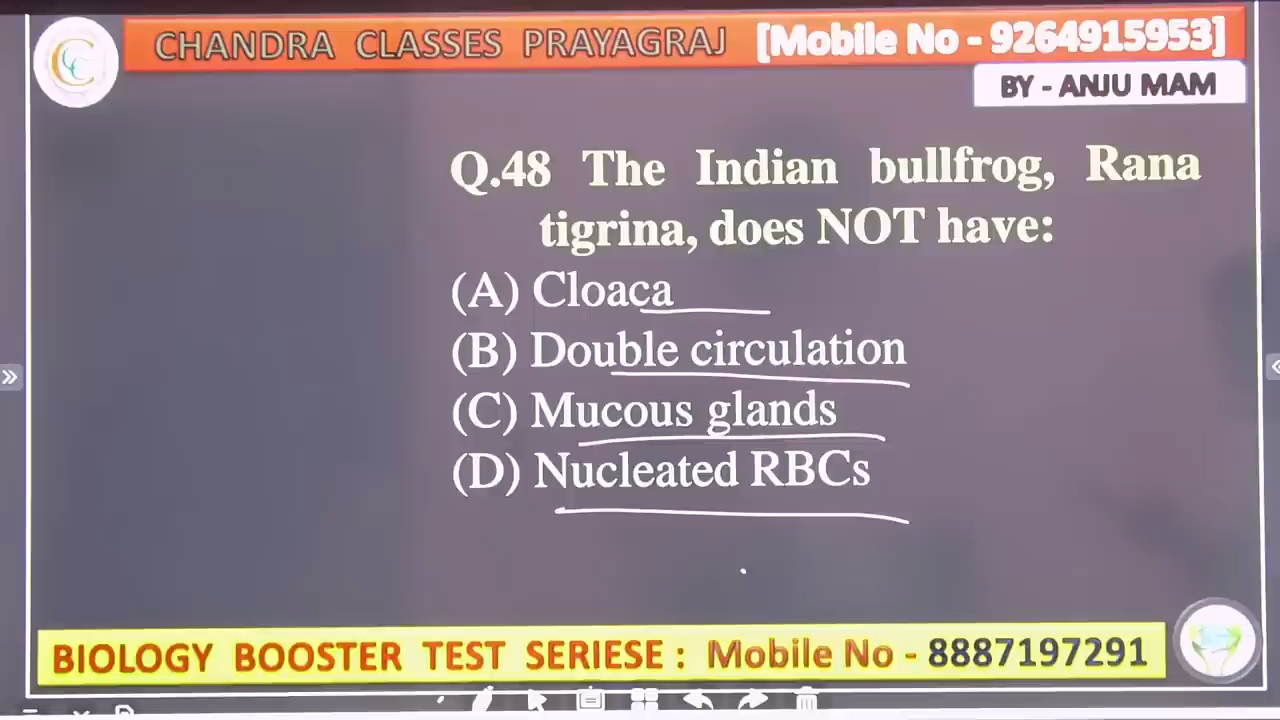 CHANDRA CLASSES PRAYAGRAJ [Mobile No - 9264915953]
BY - ANJU MAM
Q.48 The Indian bullfrog, Rana
tigrina, does NOT have:
(A) Cloaca
(B) Double circulation
(C) Mucous glands
(D) Nucleated RBCs
BIOLOGY BOOSTER TEST SERIESE : Mobile No - 8887197291